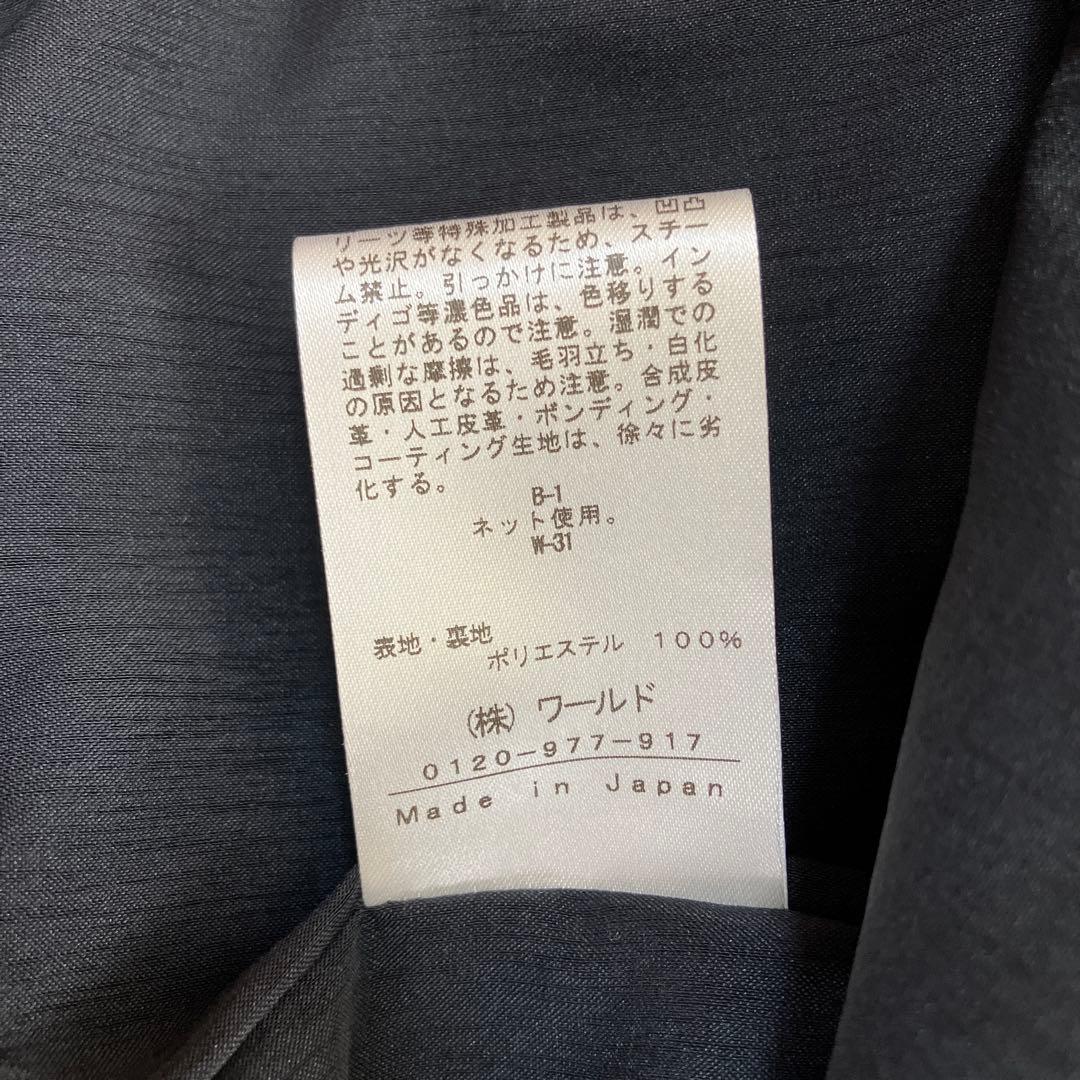 リーツ等特殊加工製品は、凹凸
や光沢がなくなるため、スチー
ム禁止。引っかけに注意。イン
ディゴ等濃色品は、色移りする
ことがあるので注意。湿潤での
過剰な摩擦は、毛羽立ち・白化
の原因となるため注意。合成皮
革・人工皮革・ボンディング・
コーティング生地は、徐々に劣
化する。
B-1
ネット使用。
W-31
表地・裏地
ポリエステル 100%
(株)ワールド
0120-977-917
Made in Japan